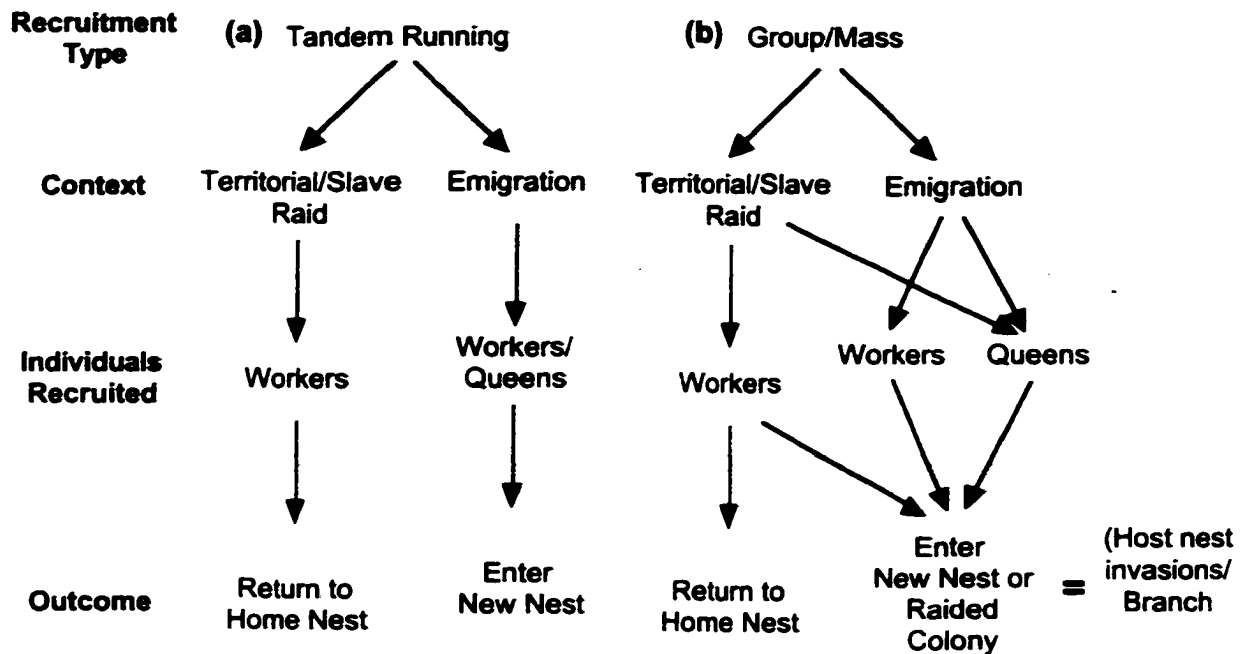 Recruitment
Type
(a) Tandem Running
(b) Group/Mass
Context
Territorial/Slave
Raid
Emigration
Territorial/Slave
Raid
Emigration
Individuals
Recruited
Workers
Workers/
Queens
Workers
Workers
Queens
Outcome
Return to
Home Nest
Enter
New Nest
Return to
Home Nest
Enter
New Nest or
Raided
Colony
=
(Host nest
invasions/
Branch